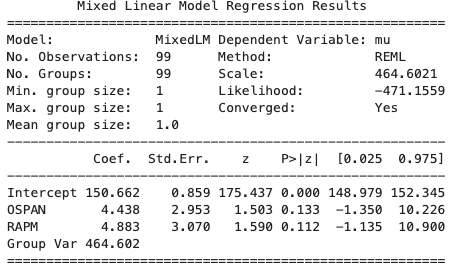 Mixed Linear Model Regression Results
========================================================
Model: MixedLM Dependent Variable: mu
No. Observations: 99 Method: REML
No. Groups: 99 Scale: 464.6021
Min. group size: 1 Likelihood: -471.1559
Max. group size: 1 Converged: Yes
Mean group size: 1.0
--------------------------------------------------------
Coef. Std.Err. z P>|z| [0.025 0.975]
--------------------------------------------------------
Intercept 150.662 0.859 175.437 0.000 148.979 152.345
OSPAN 4.438 2.953 1.503 0.133 -1.350 10.226
RAPM 4.883 3.070 1.590 0.112 -1.135 10.900
Group Var 464.602
========================================================